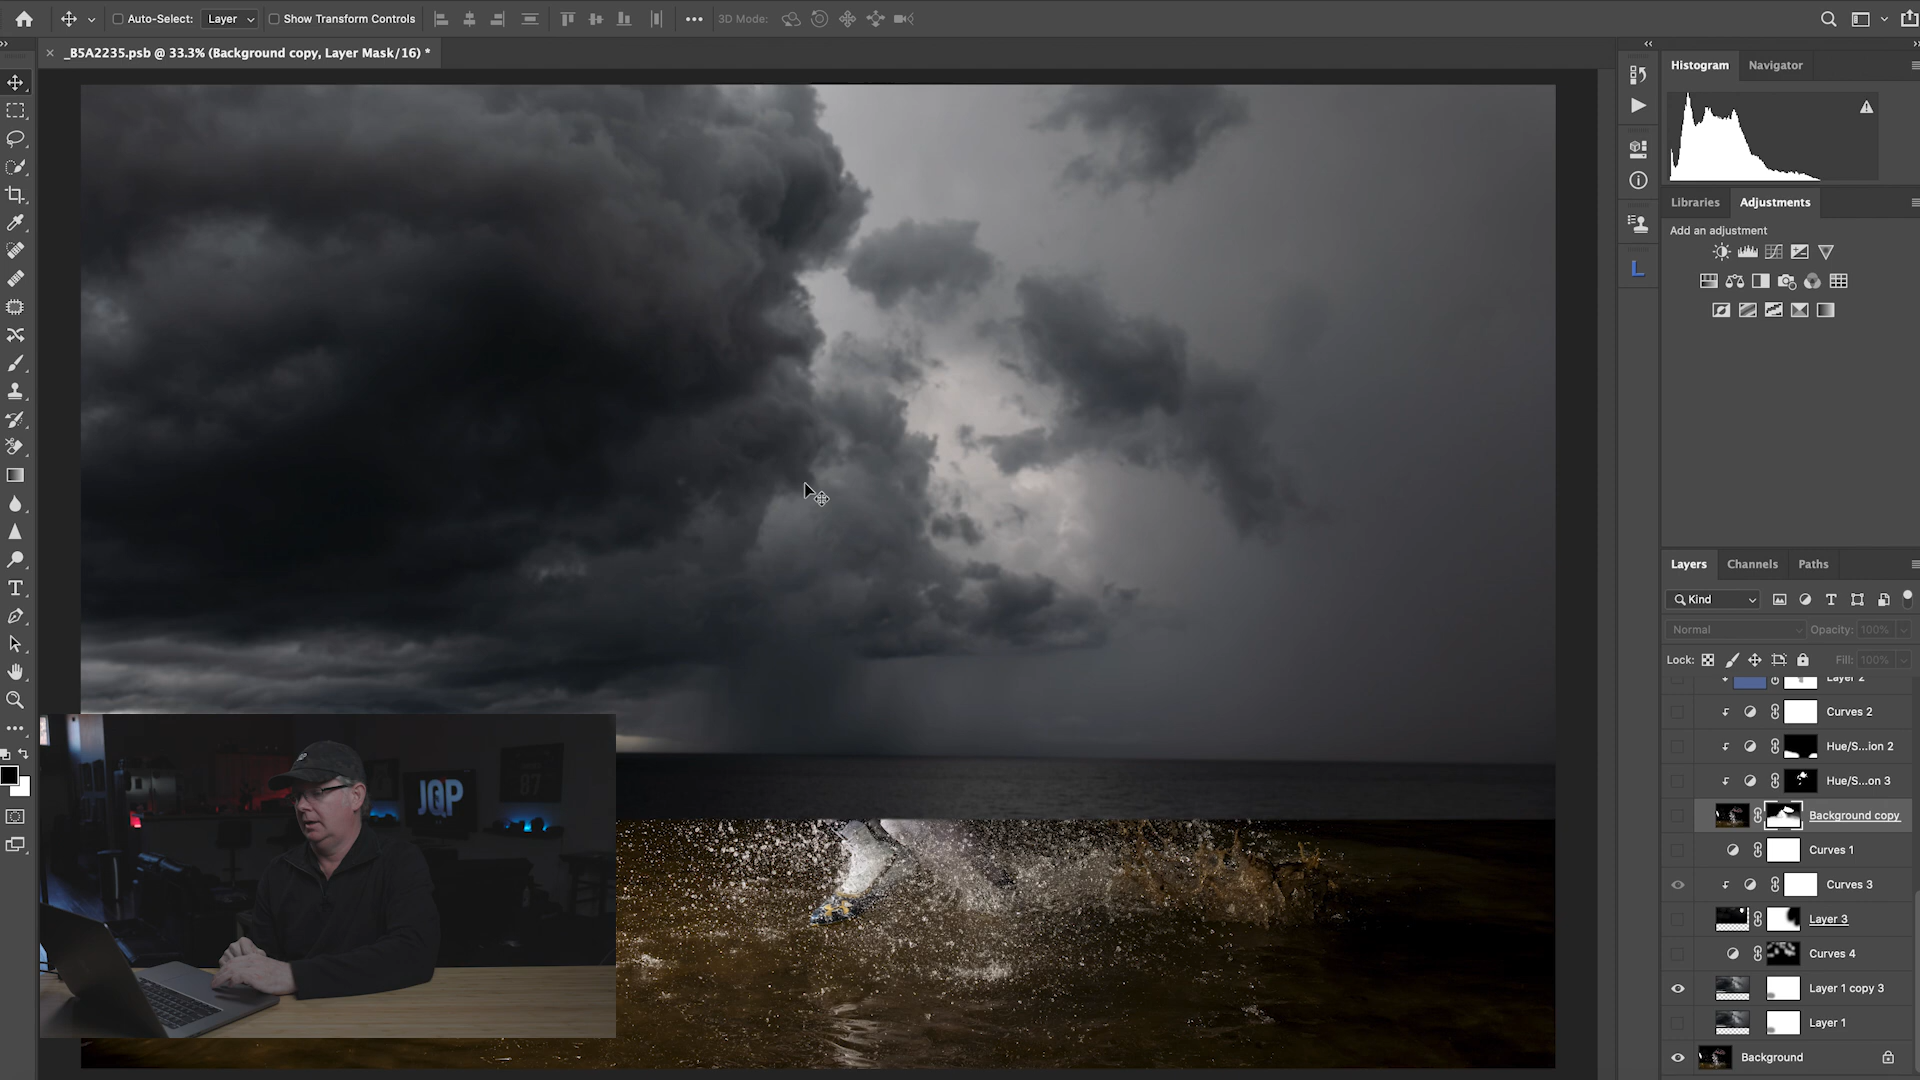 Auto-Select:
Layer
Show Transform Controls
3D Mode:
_B5A2235.psb @ 33.3% (Background copy, Layer Mask/16) *
Histogram
Navigator
Libraries
Adjustments
Add an adjustment
L
Layers
Channels
Paths
Kind
Normal
Opacity: 100%
Lock:
Fill: 100%
Layer 2
Curves 2
Hue/S...ion 2
Hue/S...on 3
Background copy
Curves 1
Curves 3
Layer 3
Curves 4
Layer 1 copy 3
Layer 1
Background
JQP
87